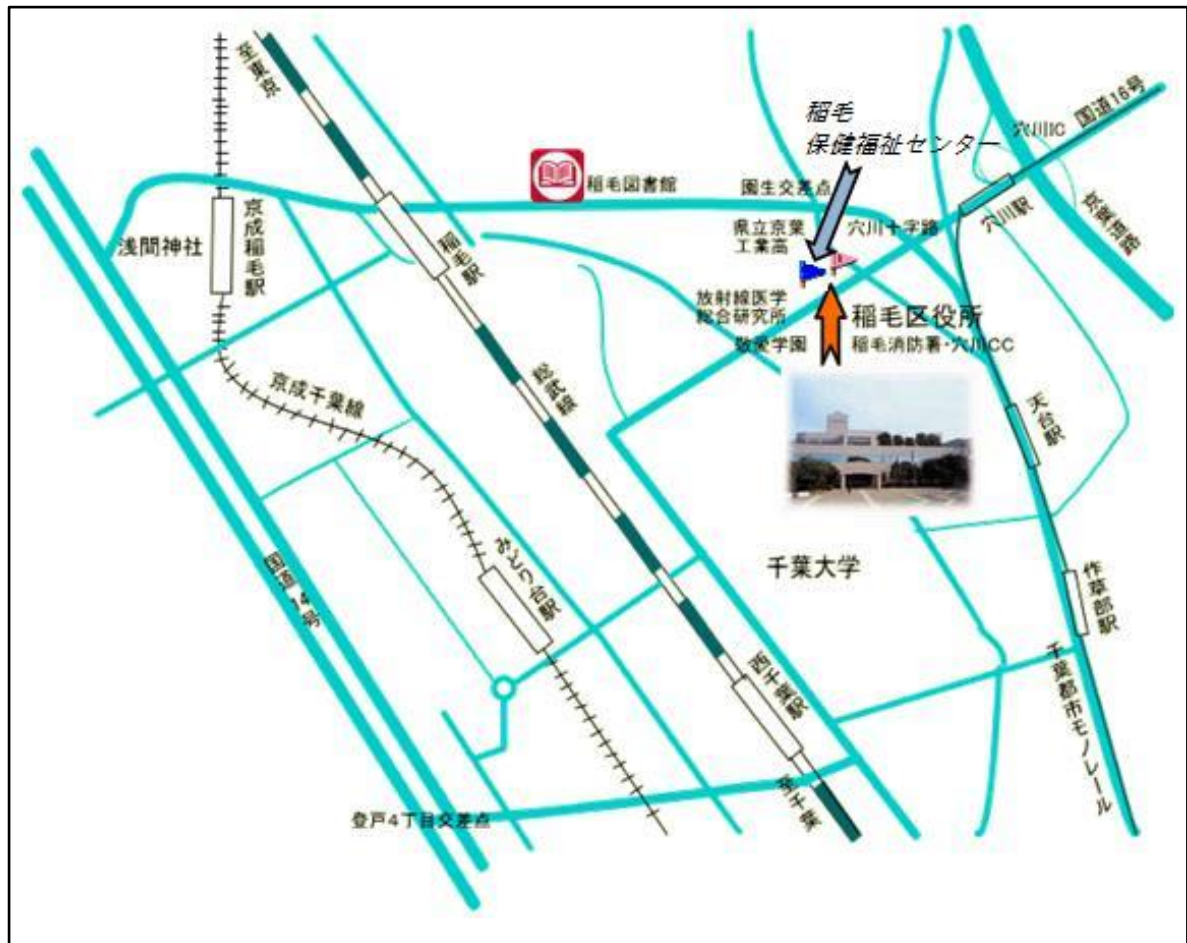 至東京
稲毛
保健福祉センター
国道16号
穴川IC
稲毛図書館
園生交差点
京葉道路
穴川駅
県立京葉
工業高
穴川十字路
浅間神社
京成稲毛駅
稲毛駅
放射線医学
総合研究所
稲毛区役所
敬愛学園
稲毛消防署・穴川CC
京成千葉線
総武線
天台駅
国道14号
みどり台駅
千葉大学
作草部駅
西千葉駅
千葉都市モノレール
至千葉
登戸4丁目交差点